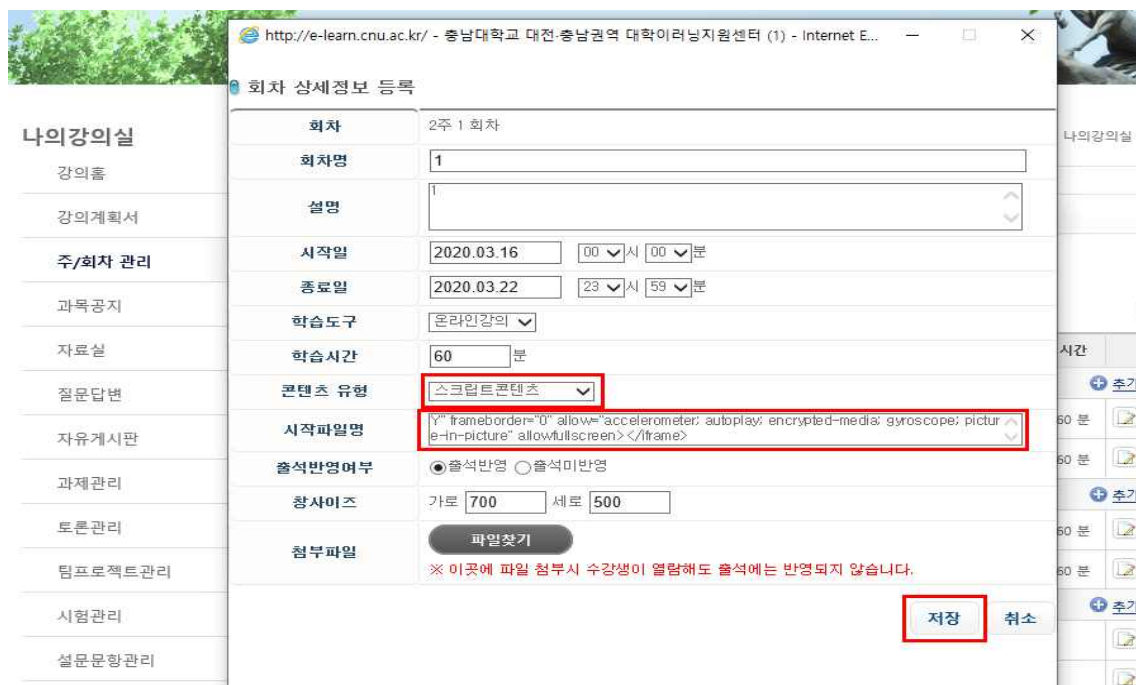 http://e-learn.cnu.ac.kr/ - 충남대학교 대전·충남권역 대학이러닝지원센터 (1) - Internet E...
회차 상세정보 등록
나의강의실
강의홈
강의계획서
주/회차 관리
과목공지
자료실
질문답변
자유게시판
과제관리
토론관리
팀프로젝트관리
시험관리
설문문항관리
회차 2주 1 회차
회차명 1
설명 1
시작일 2020.03.16 00 시 00 분
종료일 2020.03.22 23 시 59 분
학습도구 온라인강의
학습시간 60 분
콘텐츠 유형 스크립트콘텐츠
시작파일명 Y" frameborder="0" allow="accelerometer; autoplay; encrypted-media; gyroscope; pictur
e-in-picture" allowfullscreen></iframe>
출석반영여부 출석반영 출석미반영
창사이즈 가로 700 세로 500
첨부파일 파일찾기
※ 이곳에 파일 첨부시 수강생이 열람해도 출석에는 반영되지 않습니다.
저장 취소
나의강의실
시간
60 분
60 분
60 분
60 분